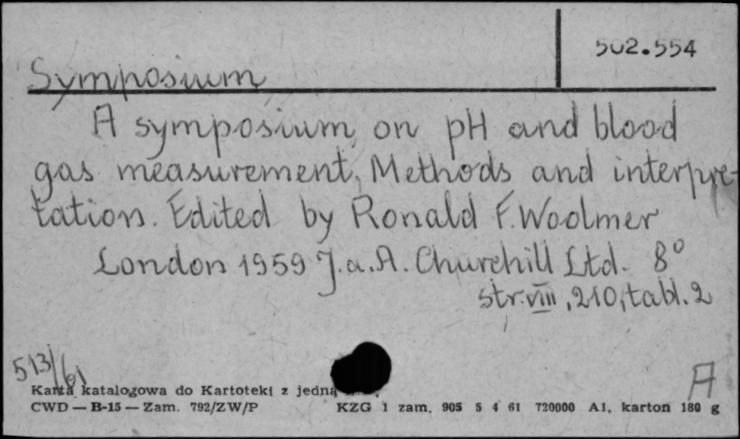 502.554
Symposium
A symposium on pH and blood
gas measurement. Methods and interpre-
tation. Edited by Ronald F. Woolmer
London 1959 J. a. A. Churchill Ltd. 8°
str. VIII, 210, tabl. 2
513/61
A
Karta katalogowa do Kartoteki z jedną
CWD — B-15 — Zam. 792/ZW/P KZG 1 zam. 905 5 4 61 720000 A1, karton 180 g